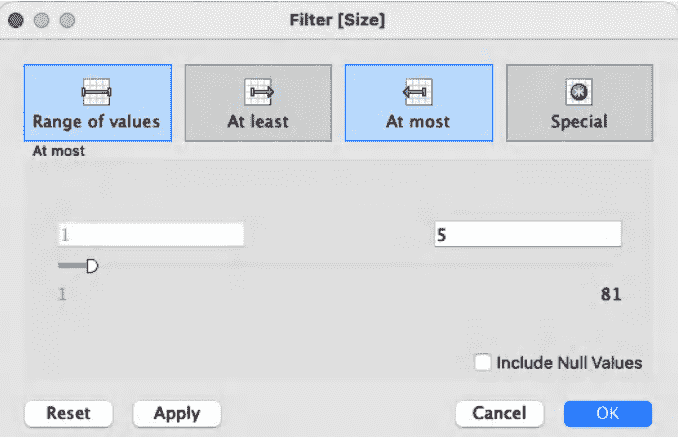 Filter [Size]
Range of values At least At most Special
At most
1 5
1 81
Include Null Values
Reset Apply Cancel OK